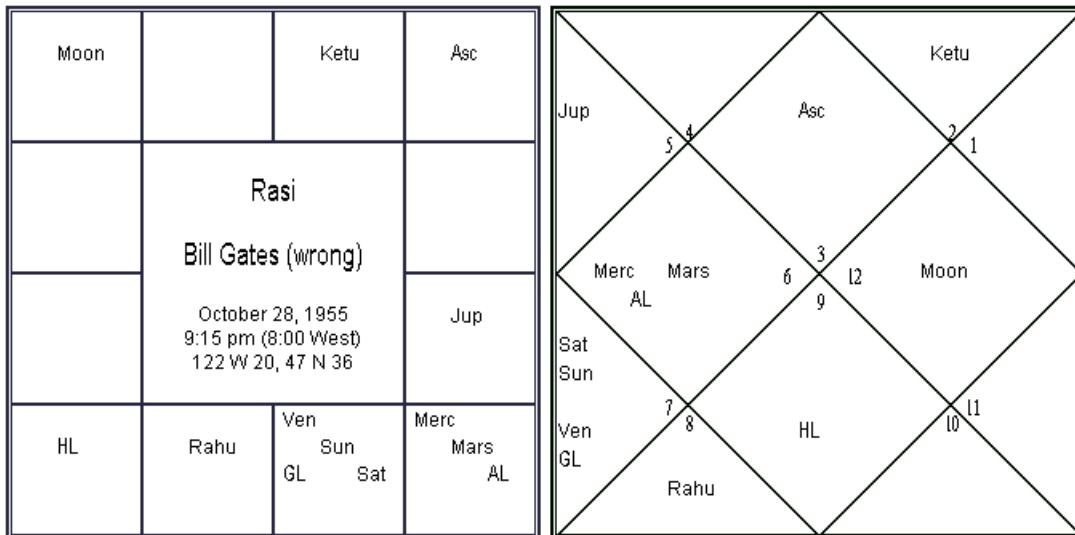 Moon
Ketu
Asc
Rasi
Bill Gates (wrong)
October 28, 1955
9:15 pm (8:00 West)
122 W 20, 47 N 36
Jup
HL
Rahu
Ven
Sun
GL Sat
Merc
Mars
AL
Ketu
Jup
Asc
4
5
2
1
3
Merc Mars
AL
6
12
9
Moon
Sat
Sun
Ven
GL
7
8
HL
11
10
Rahu